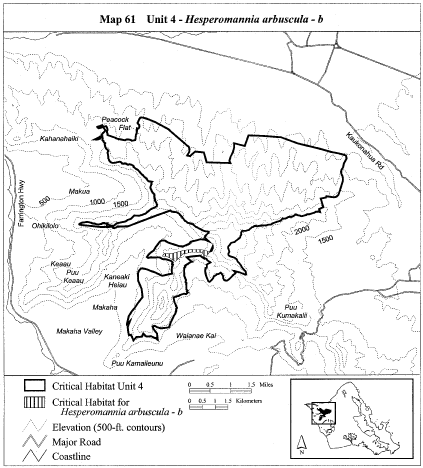 Map 61 Unit 4 - Hesperomannia arbuscula - b
Peacock
Flat
Kahanahaiki
Kaukonahua Rd
Farrington Hwy
Makua
500
1000
1500
Ohikilolo
2000
1500
Keaau
Puu
Keaau
Kaneaki
Heiau
Makaha
Puu
Kumakalii
Makaha Valley
Waianae Kai
Puu Kamaileunu
Critical Habitat Unit 4
Critical Habitat for
Hesperomannia arbuscula - b
Elevation (500-ft. contours)
Major Road
Coastline
0 0.5 1 1.5 Miles
0 0.5 1 1.5 Kilometers
N